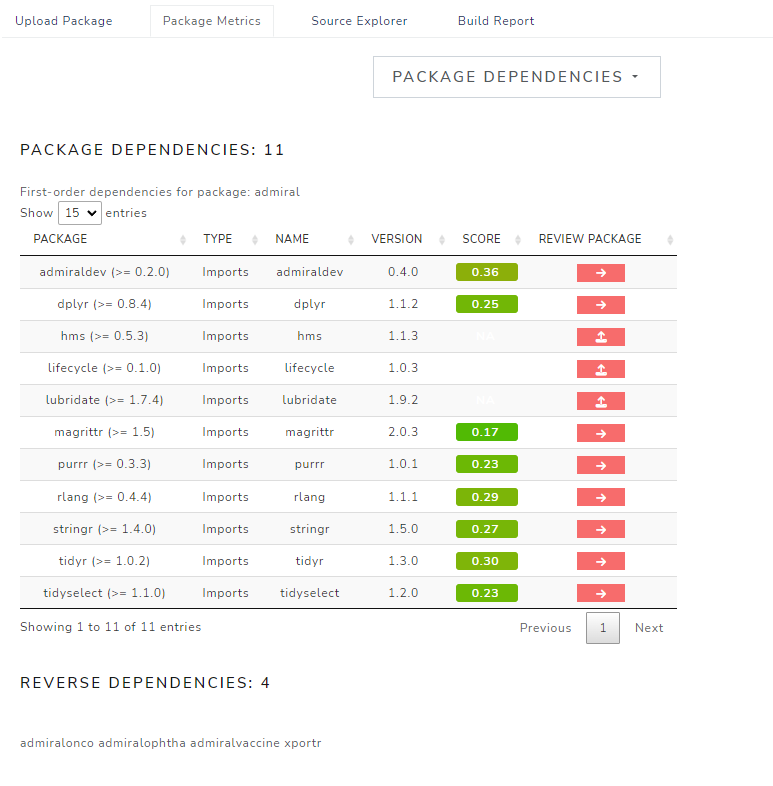 Upload Package Package Metrics Source Explorer Build Report
PACKAGE DEPENDENCIES
PACKAGE DEPENDENCIES: 11
First-order dependencies for package: admiral
Show 15 entries
PACKAGE TYPE NAME VERSION SCORE REVIEW PACKAGE
admiraldev (>= 0.2.0) Imports admiraldev 0.4.0 0.36
dplyr (>= 0.8.4) Imports dplyr 1.1.2 0.25
hms (>= 0.5.3) Imports hms 1.1.3 NA
lifecycle (>= 0.1.0) Imports lifecycle 1.0.3
lubridate (>= 1.7.4) Imports lubridate 1.9.2 NA
magrittr (>= 1.5) Imports magrittr 2.0.3 0.17
purrr (>= 0.3.3) Imports purrr 1.0.1 0.23
rlang (>= 0.4.4) Imports rlang 1.1.1 0.29
stringr (>= 1.4.0) Imports stringr 1.5.0 0.27
tidyr (>= 1.0.2) Imports tidyr 1.3.0 0.30
tidyselect (>= 1.1.0) Imports tidyselect 1.2.0 0.23
Showing 1 to 11 of 11 entries Previous 1 Next
REVERSE DEPENDENCIES: 4
admiralonco admiralophtha admiralvaccine xportr